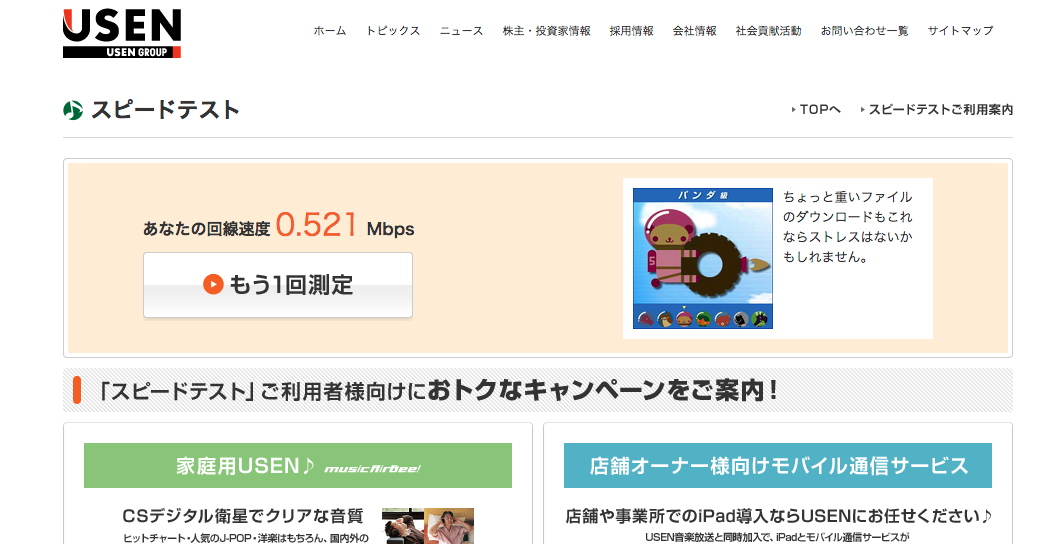 USEN
USEN GROUP
ホーム トピックス ニュース 株主・投資家情報 採用情報 会社情報 社会貢献活動 お問い合わせ一覧 サイトマップ
スピードテスト
TOPへ スピードテストご利用案内
あなたの回線速度 0.521 Mbps
もう1回測定
パンダ級
ちょっと重いファイル
のダウンロードもこれ
ならストレスはないか
もしれません。
「スピードテスト」ご利用者様向けにおトクなキャンペーンをご案内！
家庭用USEN♪ musicAirBee!
CSデジタル衛星でクリアな音質
ヒットチャート・人気のJ-POP・洋楽はもちろん、国内外の
店舗オーナー様向けモバイル通信サービス
店舗や事業所でのiPad導入ならUSENにお任せください♪
USEN音楽放送と同時加入で、iPadとモバイル通信サービスが